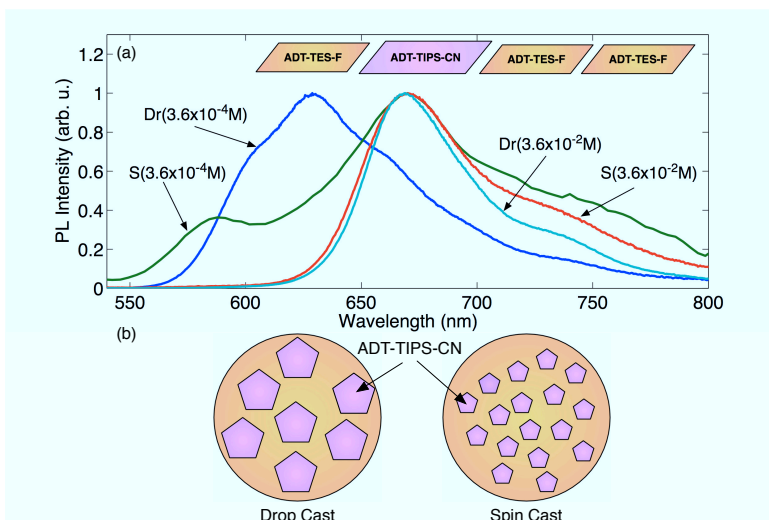 (a)
ADT-TES-F ADT-TIPS-CN ADT-TES-F ADT-TES-F
1.2
1
0.8
0.6
0.4
0.2
0
PL Intensity (arb. u.)
Dr(3.6x10⁻⁴M)
S(3.6x10⁻⁴M)
Dr(3.6x10⁻²M)
S(3.6x10⁻²M)
550 600 650 700 750 800
Wavelength (nm)
(b)
ADT-TIPS-CN
Drop Cast Spin Cast